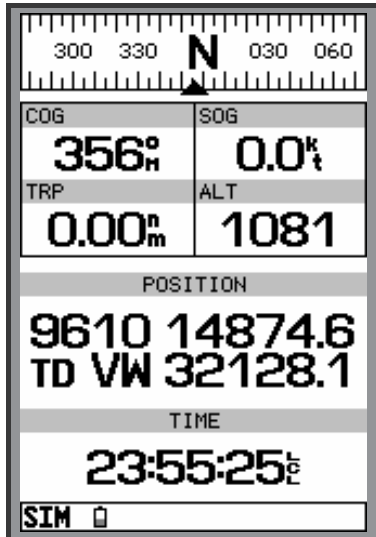 300 330 N 030 060
COG SOG
356°M 0.0kt
TRP ALT
0.00nm 1081
POSITION
9610 14874.6
TD VW 32128.1
TIME
23:55:25LCL
SIM